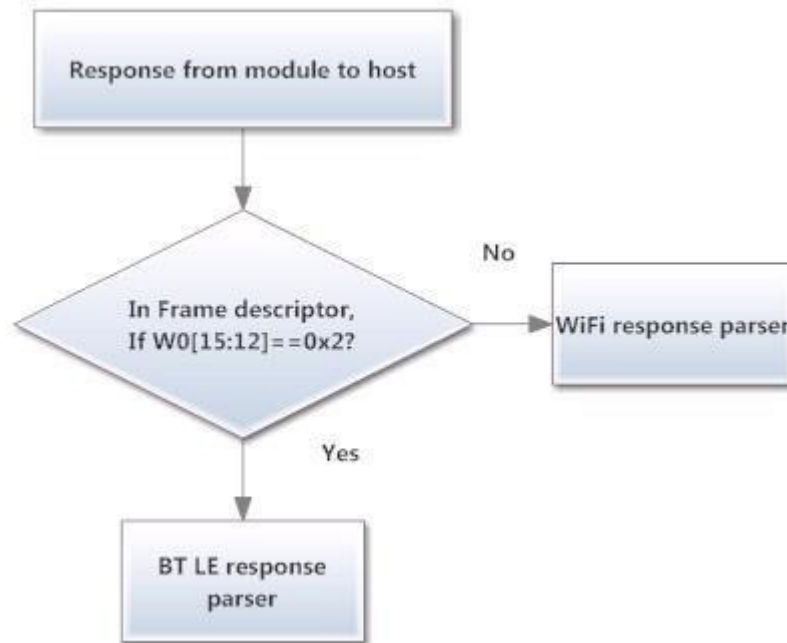 Response from module to host
In Frame descriptor,
If W0[15:12]==0x2?
No
WiFi response parser
Yes
BT LE response
parser